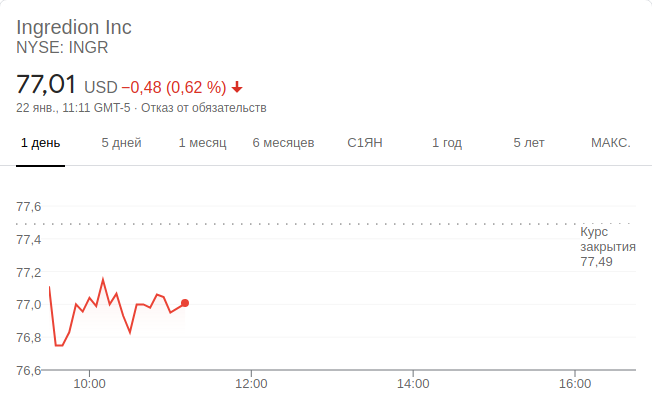 Ingredion Inc
NYSE: INGR
77,01 USD −0,48 (0,62 %)
22 янв., 11:11 GMT-5 · Отказ от обязательств
1 день 5 дней 1 месяц 6 месяцев С1ЯН 1 год 5 лет МАКС.
77,6
77,4
Курс
закрытия
77,49
77,2
77,0
76,8
76,6
10:00 12:00 14:00 16:00